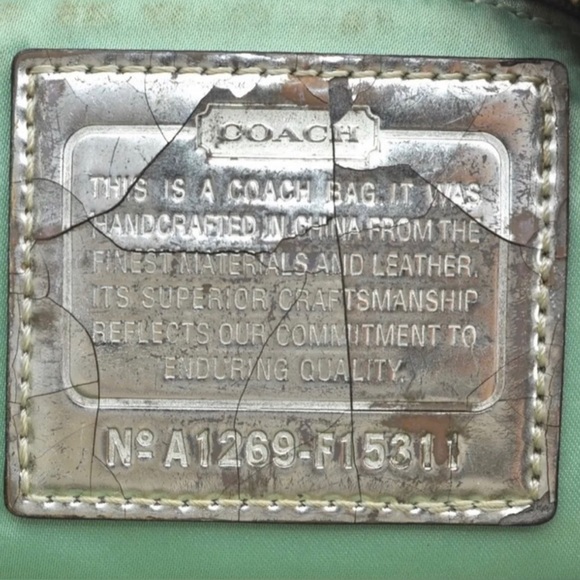 COACH
THIS IS A COACH BAG. IT WAS
HANDCRAFTED IN CHINA FROM THE
FINEST MATERIALS AND LEATHER.
ITS SUPERIOR CRAFTSMANSHIP
REFLECTS OUR COMMITMENT TO
ENDURING QUALITY.
Nº A1269-F15311